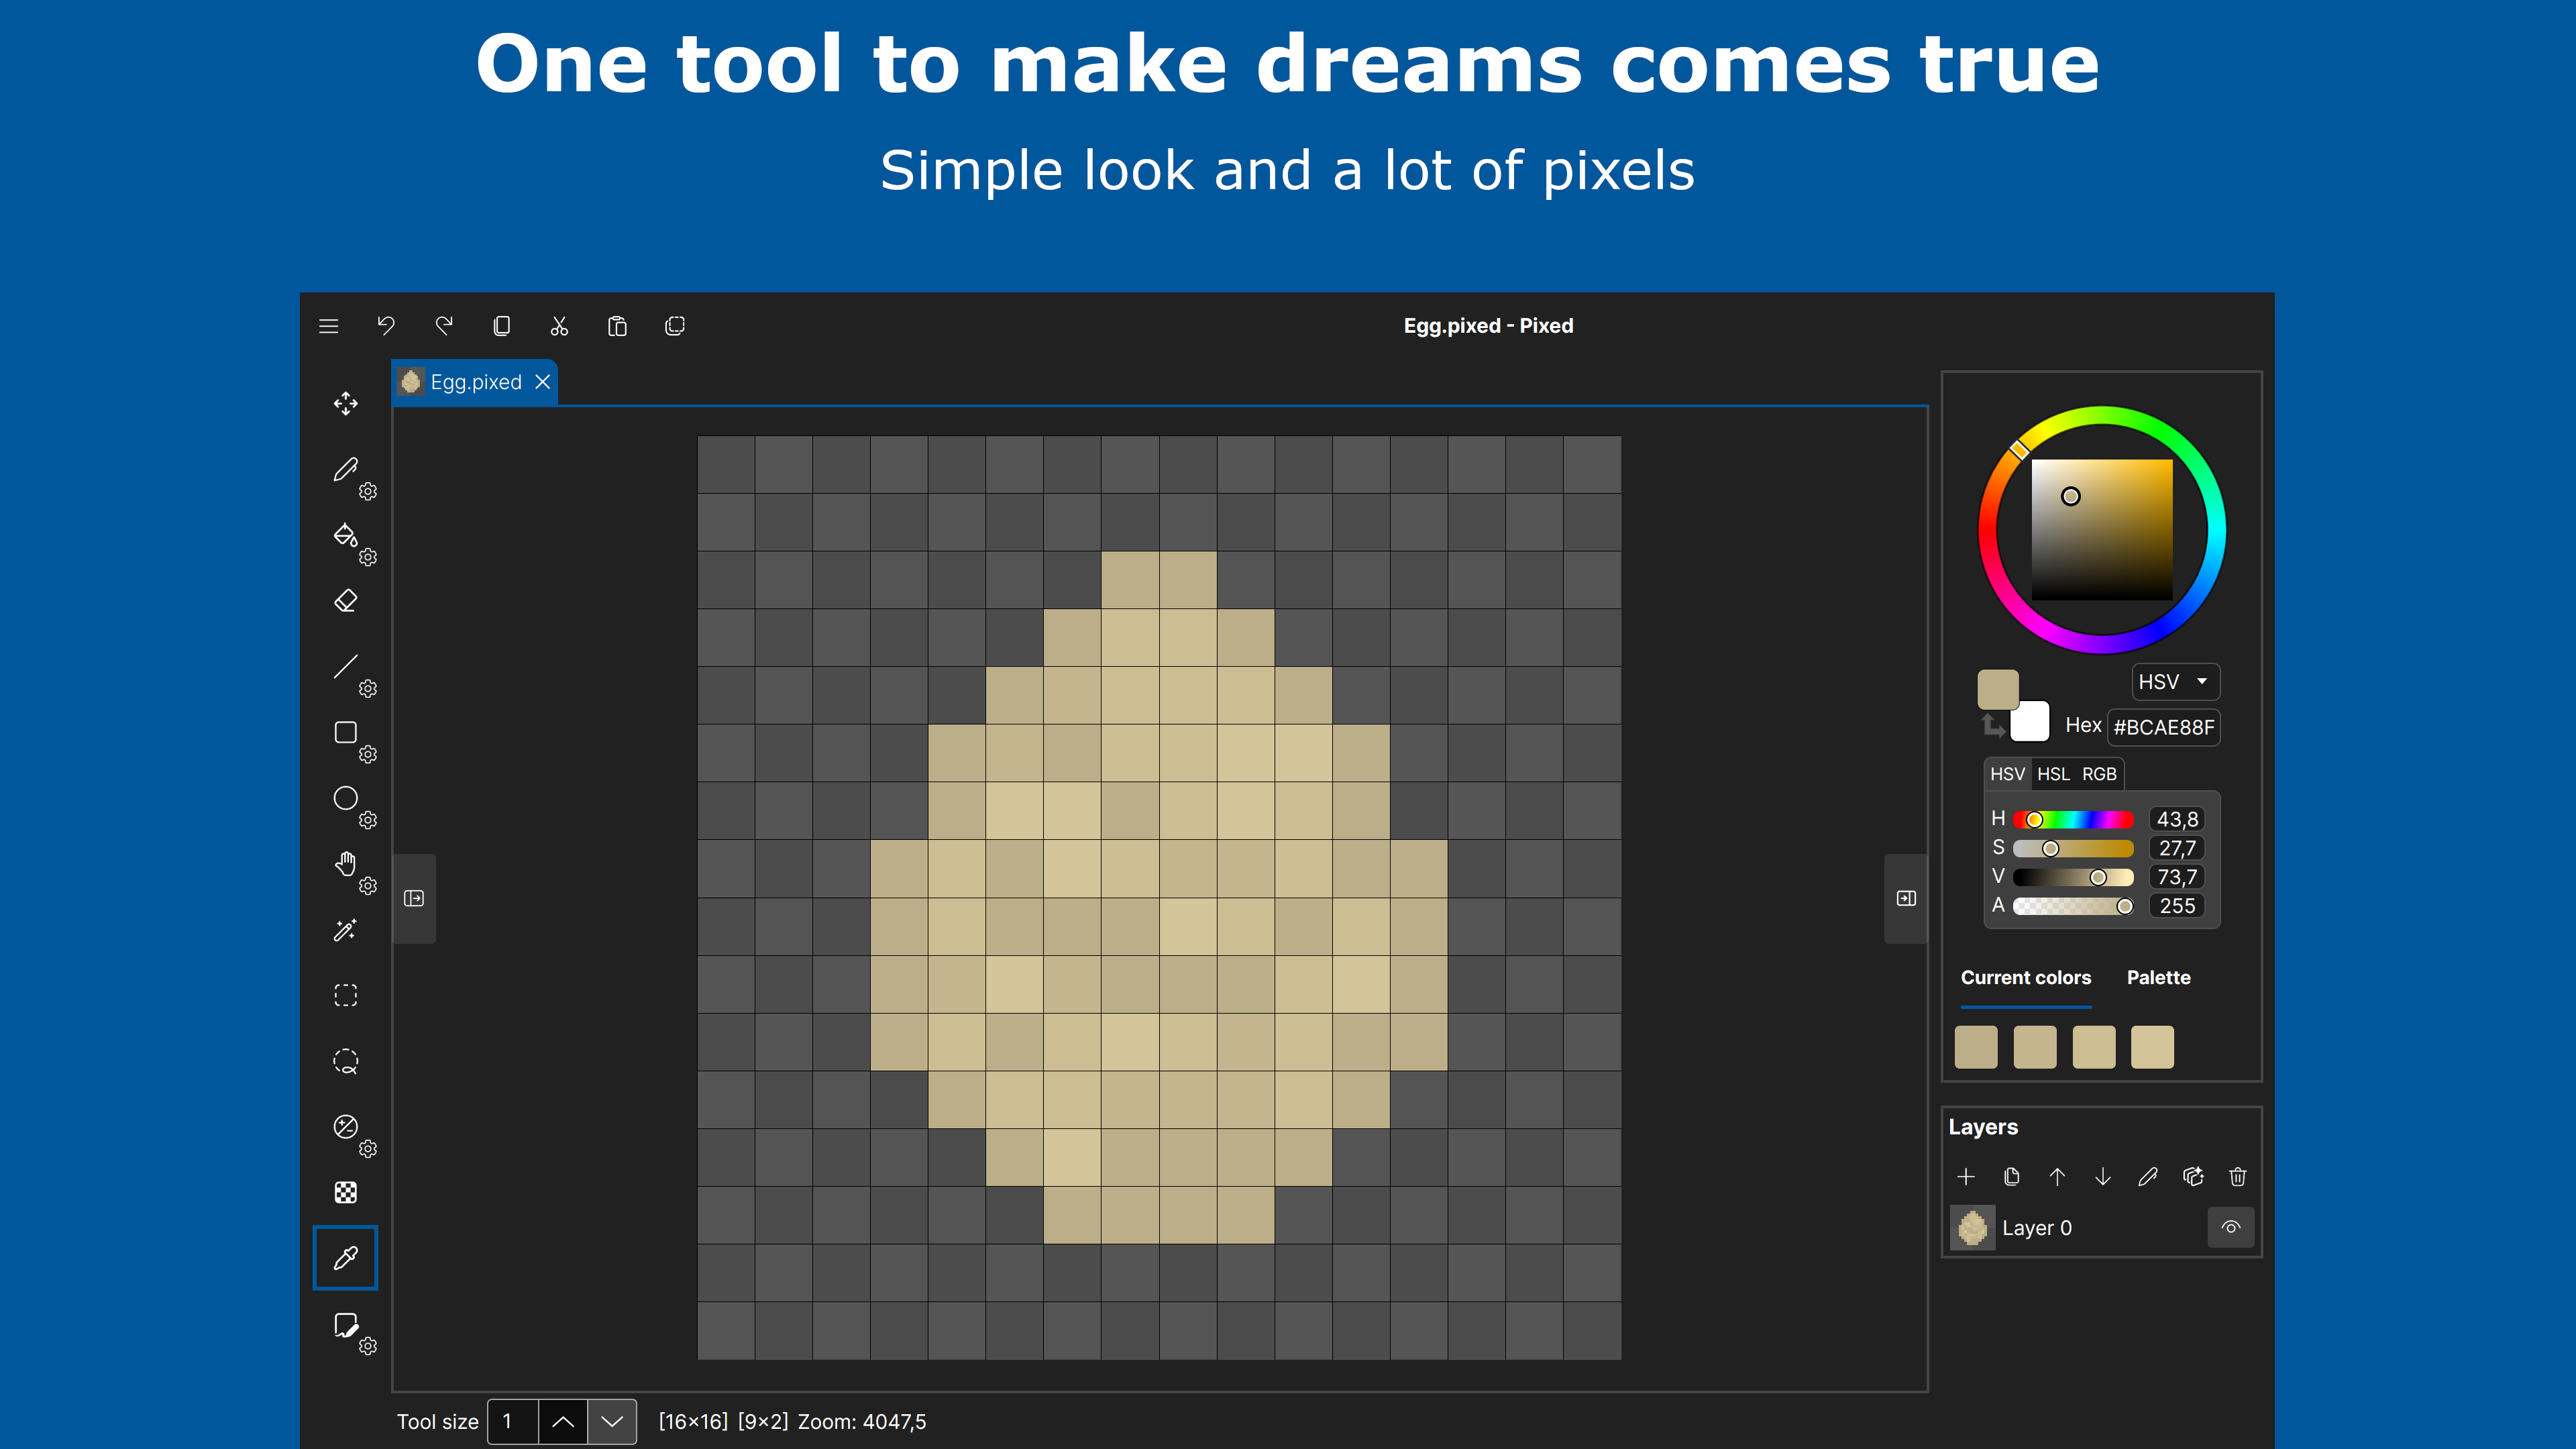 One tool to make dreams comes true
Simple look and a lot of pixels
Egg.pixed - Pixed
Egg.pixed
HSV
Hex #BCAE88F
HSV HSL RGB
H 43,8
S 27,7
V 73,7
A 255
Current colors Palette
Layers
Layer 0
Tool size 1 [16×16] [9×2] Zoom: 4047,5